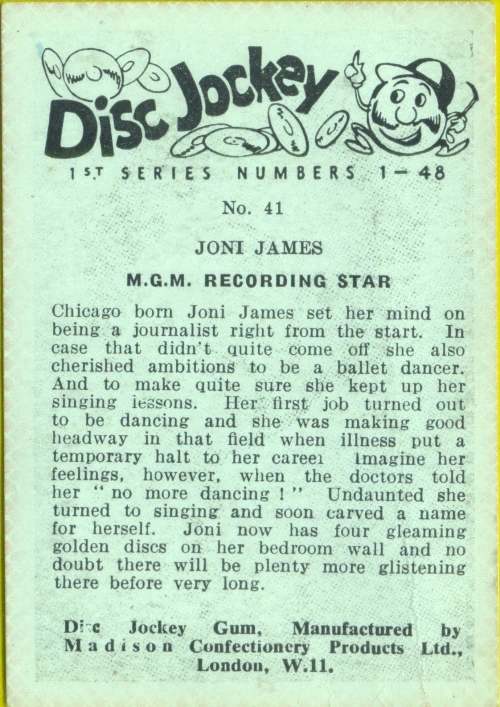 Disc Jockey
1ST SERIES NUMBERS 1-48
No. 41
JONI JAMES
M.G.M. RECORDING STAR
Chicago born Joni James set her mind on
being a journalist right from the start. In
case that didn't quite come off she also
cherished ambitions to be a ballet dancer.
And to make quite sure she kept up her
singing lessons. Her first job turned out
to be dancing and she was making good
headway in that field when illness put a
temporary halt to her career Imagine her
feelings, however, when the doctors told
her "no more dancing!" Undaunted she
turned to singing and soon carved a name
for herself. Joni now has four gleaming
golden discs on her bedroom wall and no
doubt there will be plenty more glistening
there before very long.
Disc Jockey Gum, Manufactured by
Madison Confectionery Products Ltd.,
London, W.11.